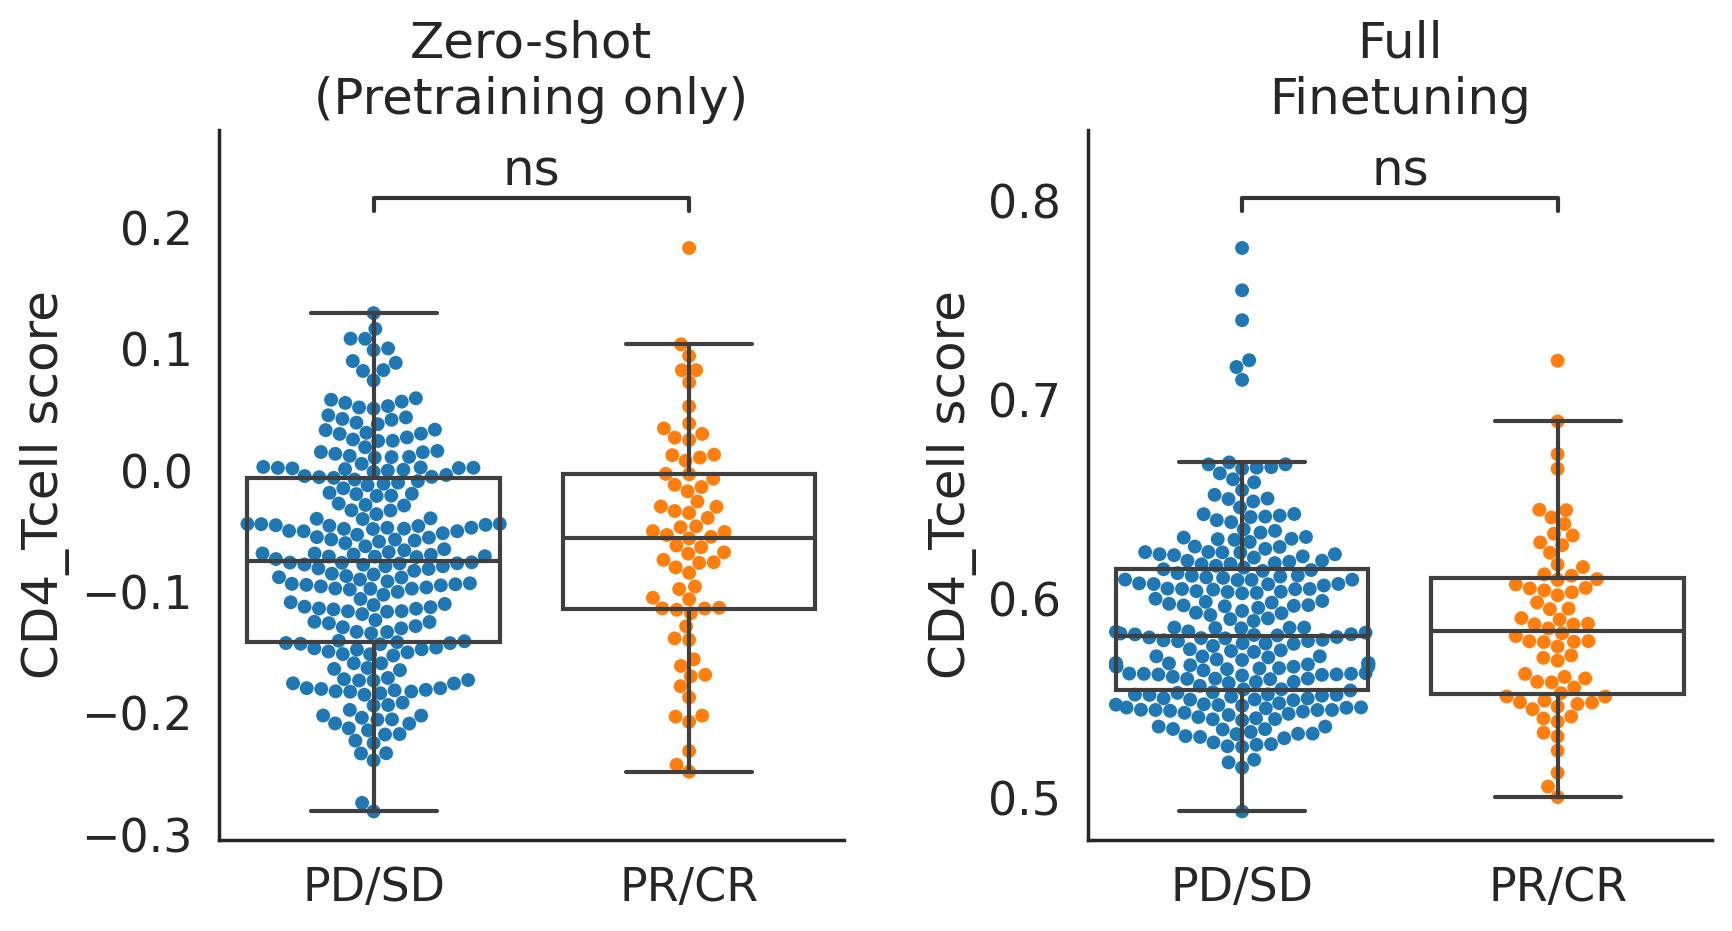 Zero-shot
(Pretraining only)
ns
CD4_Tcell score
0.2
0.1
0.0
−0.1
−0.2
−0.3
PD/SD
PR/CR
Full
Finetuning
ns
CD4_Tcell score
0.8
0.7
0.6
0.5
PD/SD
PR/CR